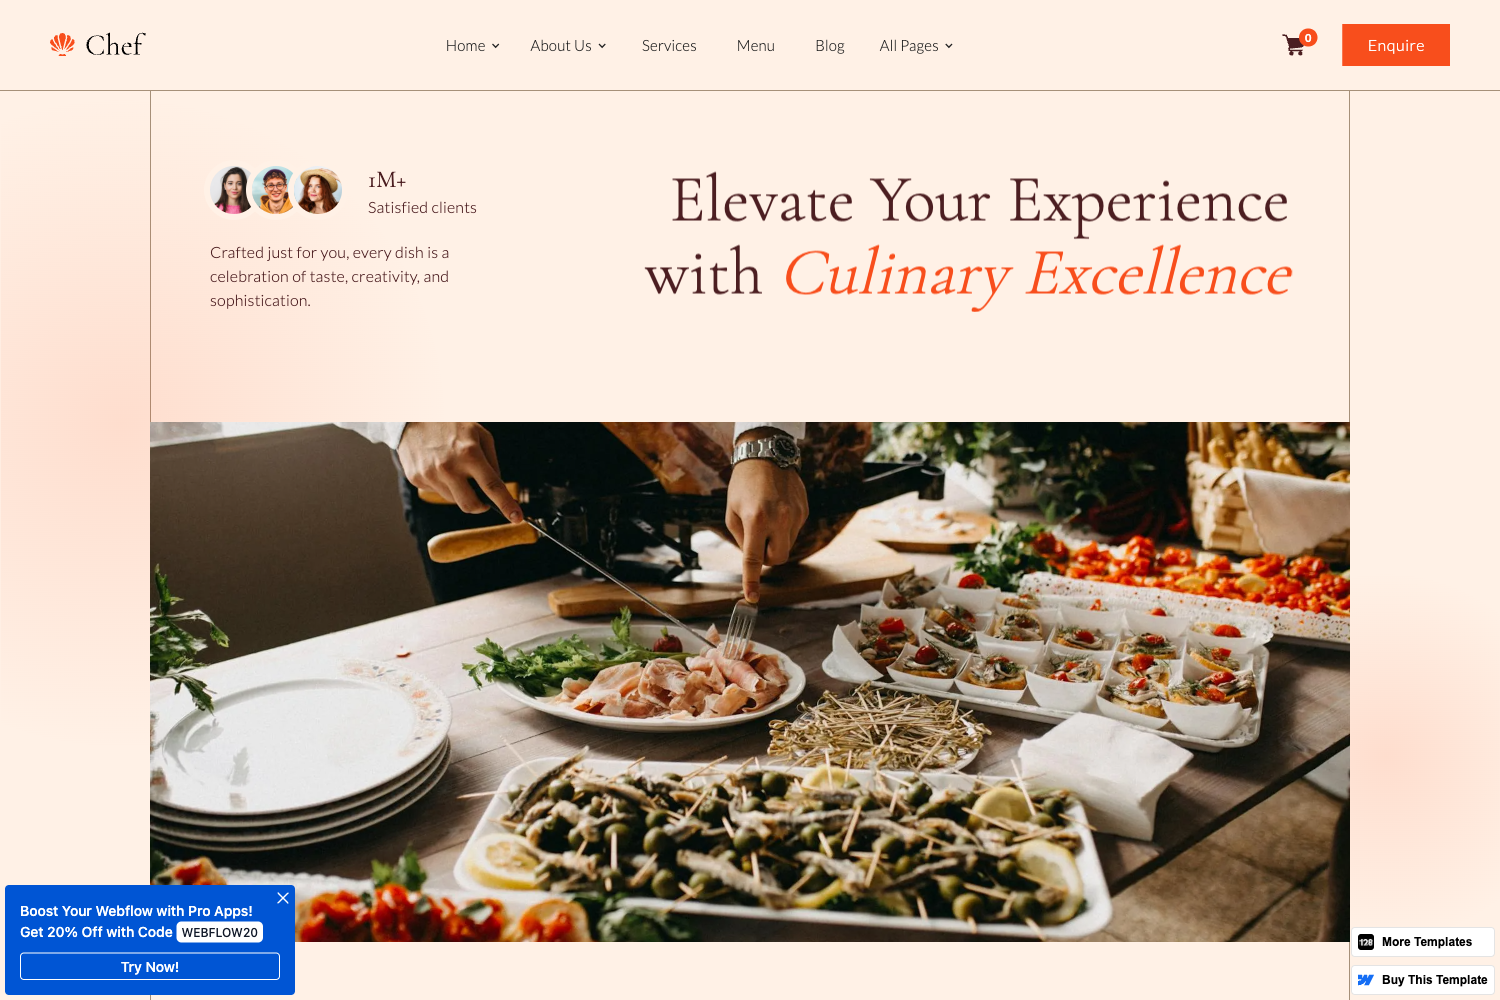 Chef
Home
About Us
Services
Menu
Blog
All Pages
0
Enquire
1M+
Satisfied clients
Crafted just for you, every dish is a
celebration of taste, creativity, and
sophistication.
Elevate Your Experience
with Culinary Excellence
Boost Your Webflow with Pro Apps!
Get 20% Off with Code WEBFLOW20
Try Now!
128 More Templates
Buy This Template